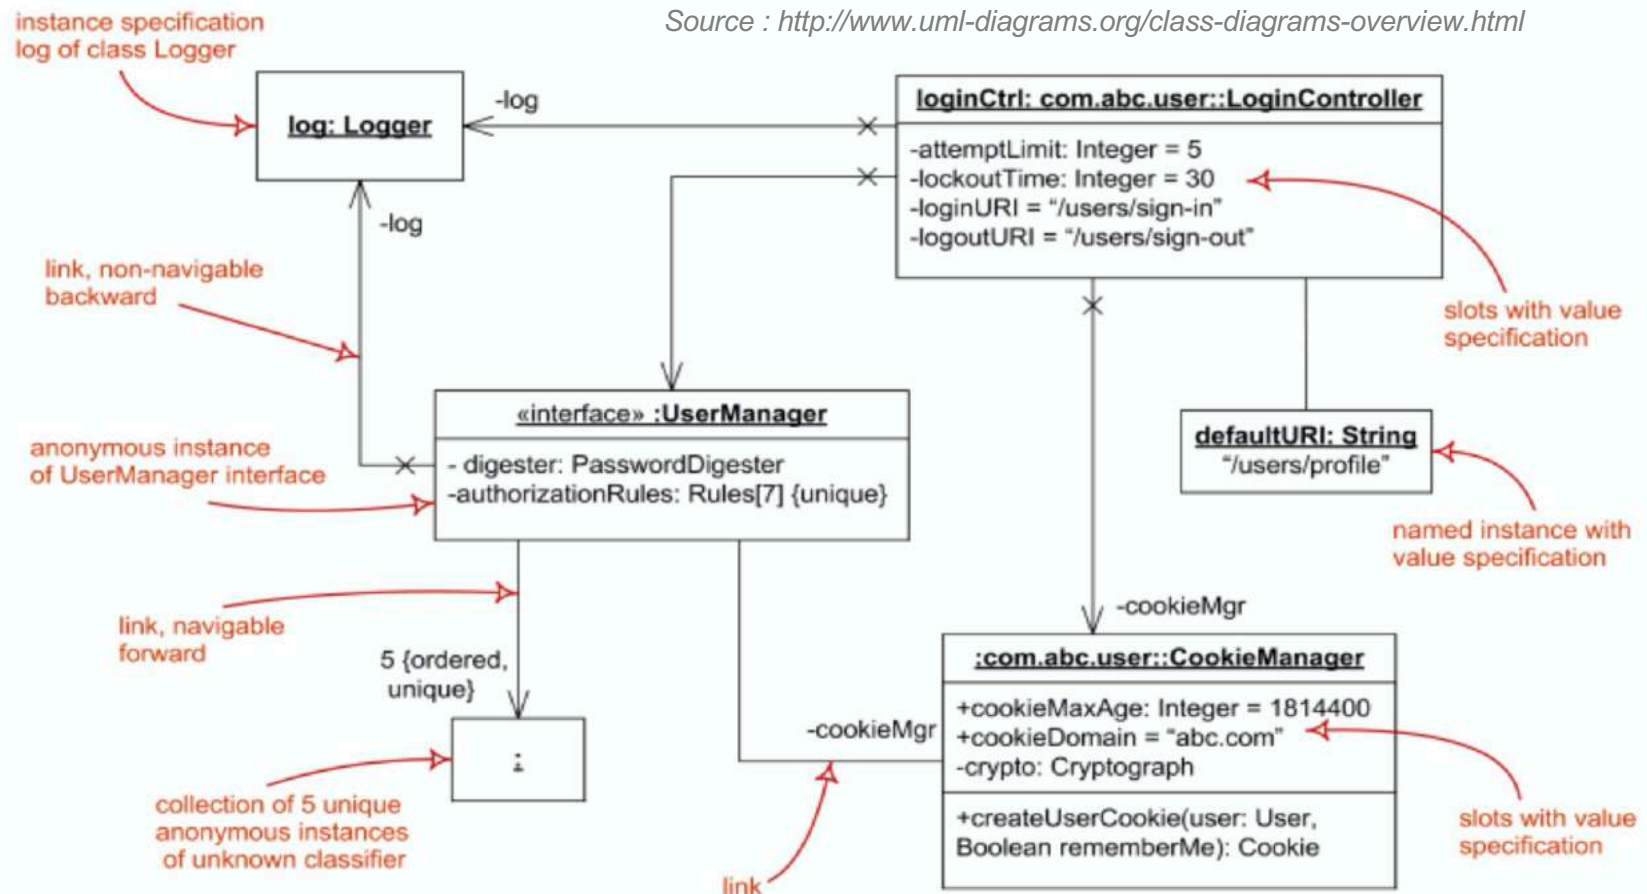 Source : http://www.uml-diagrams.org/class-diagrams-overview.html
instance specification
log of class Logger
log: Logger
-log
loginCtrl: com.abc.user::LoginController
-attemptLimit: Integer = 5
-lockoutTime: Integer = 30
-loginURI = “/users/sign-in”
-logoutURI = “/users/sign-out”
-log
link, non-navigable
backward
slots with value
specification
«interface» :UserManager
- digester: PasswordDigester
-authorizationRules: Rules[7] {unique}
anonymous instance
of UserManager interface
defaultURI: String
“/users/profile”
named instance with
value specification
link, navigable
forward
5 {ordered,
unique}
:
collection of 5 unique
anonymous instances
of unknown classifier
-cookieMgr
-cookieMgr
link
:com.abc.user::CookieManager
+cookieMaxAge: Integer = 1814400
+cookieDomain = “abc.com”
-crypto: Cryptograph
+createUserCookie(user: User,
Boolean rememberMe): Cookie
slots with value
specification